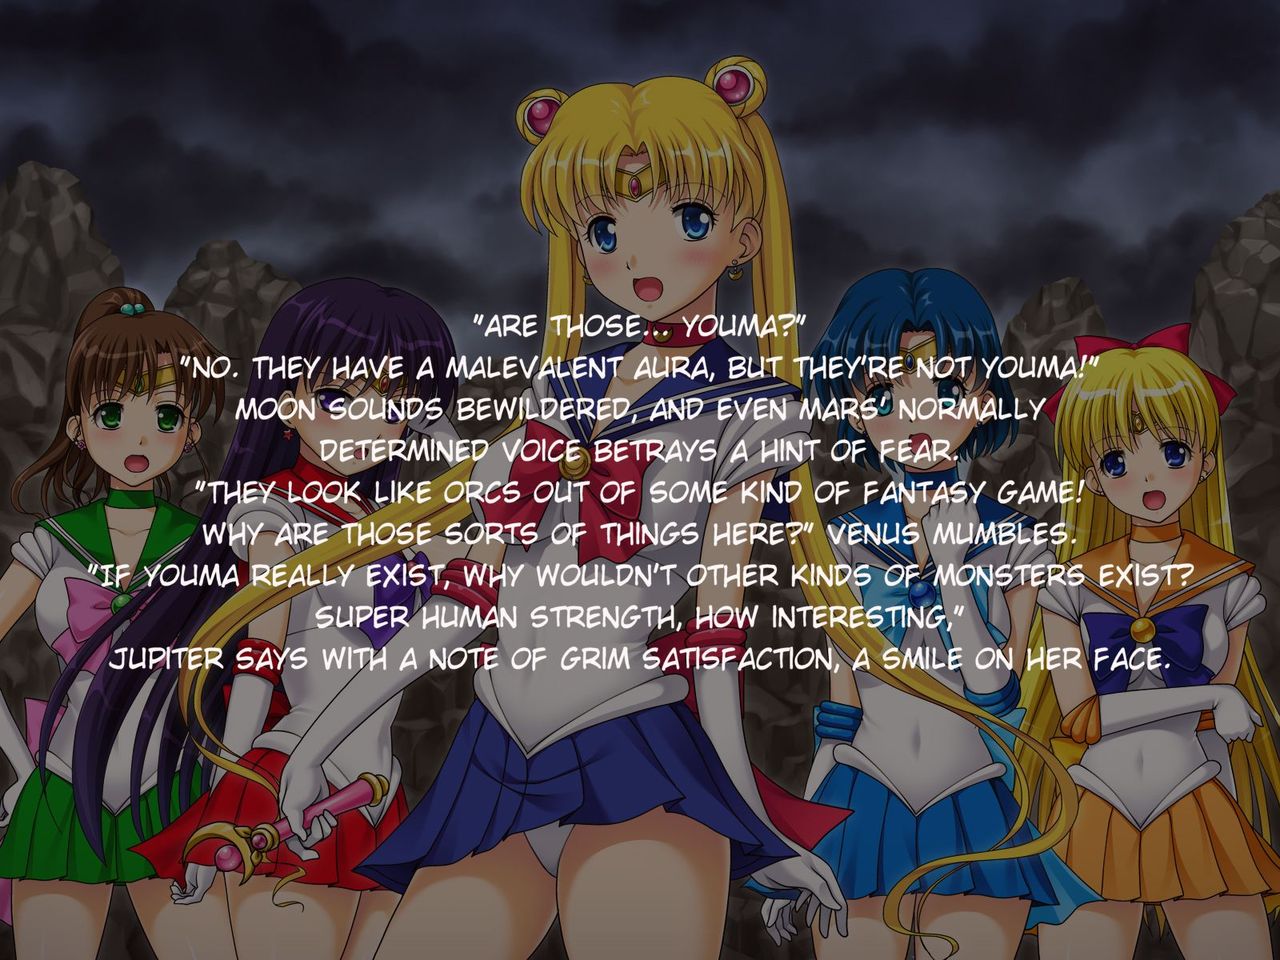 "ARE THOSE... YOUMA?"
"NO. THEY HAVE A MALEVALENT AURA, BUT THEY'RE NOT YOUMA!"
MOON SOUNDS BEWILDERED, AND EVEN MARS' NORMALLY
DETERMINED VOICE BETRAYS A HINT OF FEAR.
"THEY LOOK LIKE ORCS OUT OF SOME KIND OF FANTASY GAME!
WHY ARE THOSE SORTS OF THINGS HERE?" VENUS MUMBLES.
"IF YOUMA REALLY EXIST, WHY WOULDN'T OTHER KINDS OF MONSTERS EXIST?
SUPER HUMAN STRENGTH, HOW INTERESTING,"
JUPITER SAYS WITH A NOTE OF GRIM SATISFACTION, A SMILE ON HER FACE.